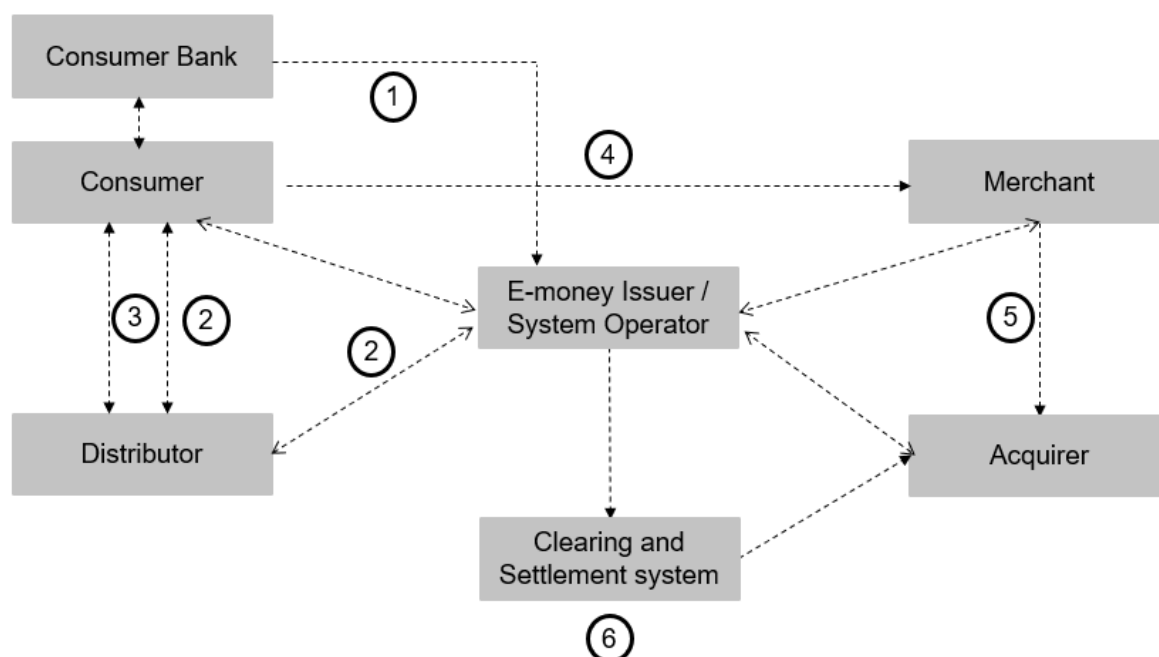 Consumer Bank
1
Consumer
4
Merchant
E-money Issuer /
System Operator
3
2
2
5
Distributor
Acquirer
Clearing and
Settlement system
6